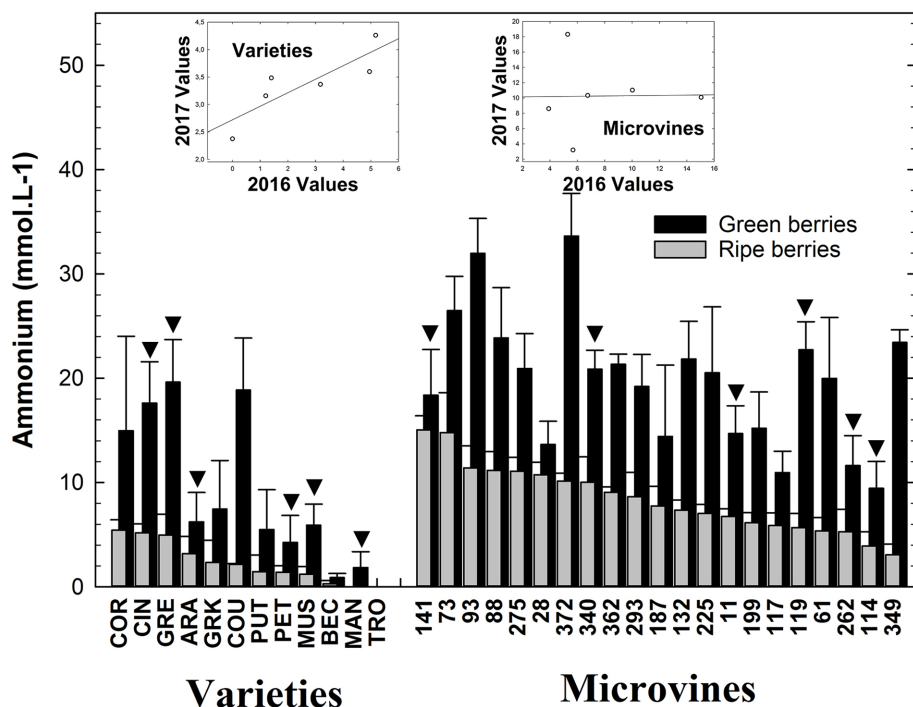 Ammonium (mmol.L-1)
50
40
30
20
10
0
2017 Values
4,5
4,0
3,5
3,0
2,5
2,0
Varieties
0 1 2 3 4 5 6
2016 Values
2017 Values
20
18
16
14
12
10
8
6
4
2
Microvines
2 4 6 8 10 12 14 16
2016 Values
Green berries
Ripe berries
COR
CIN
GRE
ARA
GRK
COU
PUT
PET
MUS
BEC
MAN
TRO
141
73
93
88
275
28
372
340
362
293
187
132
225
11
199
117
119
61
262
114
349
Varieties
Microvines